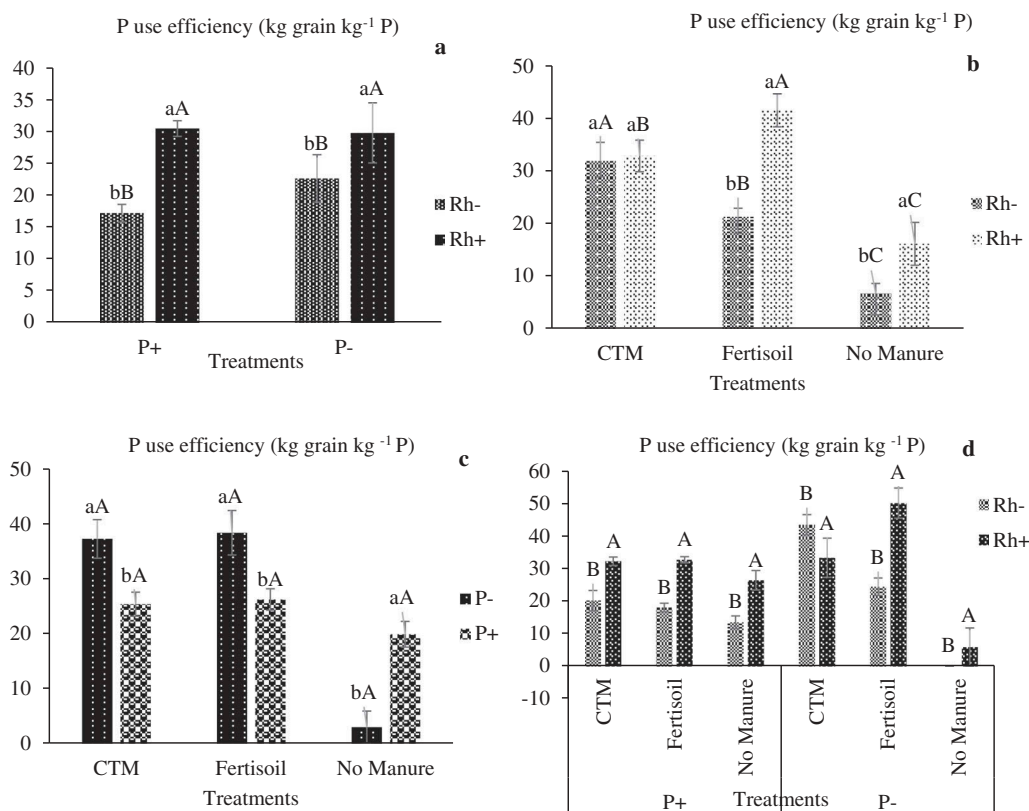 P use efficiency (kg grain kg⁻¹ P)
a
40
35
30
25
20
15
10
5
0
bB
aA
bB
aA
Rh-
Rh+
P+
P-
Treatments
P use efficiency (kg grain kg⁻¹ P)
b
50
40
30
20
10
0
aA
aB
bB
aA
bC
aC
Rh-
Rh+
CTM
Fertisoil
No Manure
Treatments
P use efficiency (kg grain kg ⁻¹ P)
c
50
40
30
20
10
0
aA
bA
aA
bA
bA
aA
P-
P+
CTM
Fertisoil
No Manure
Treatments
P use efficiency (kg grain kg⁻¹ P)
d
60
50
40
30
20
10
0
-10
B
A
B
A
B
A
B
A
B
A
B
A
Rh-
Rh+
CTM
Fertisoil
No Manure
CTM
Fertisoil
No Manure
P+
Treatments
P-